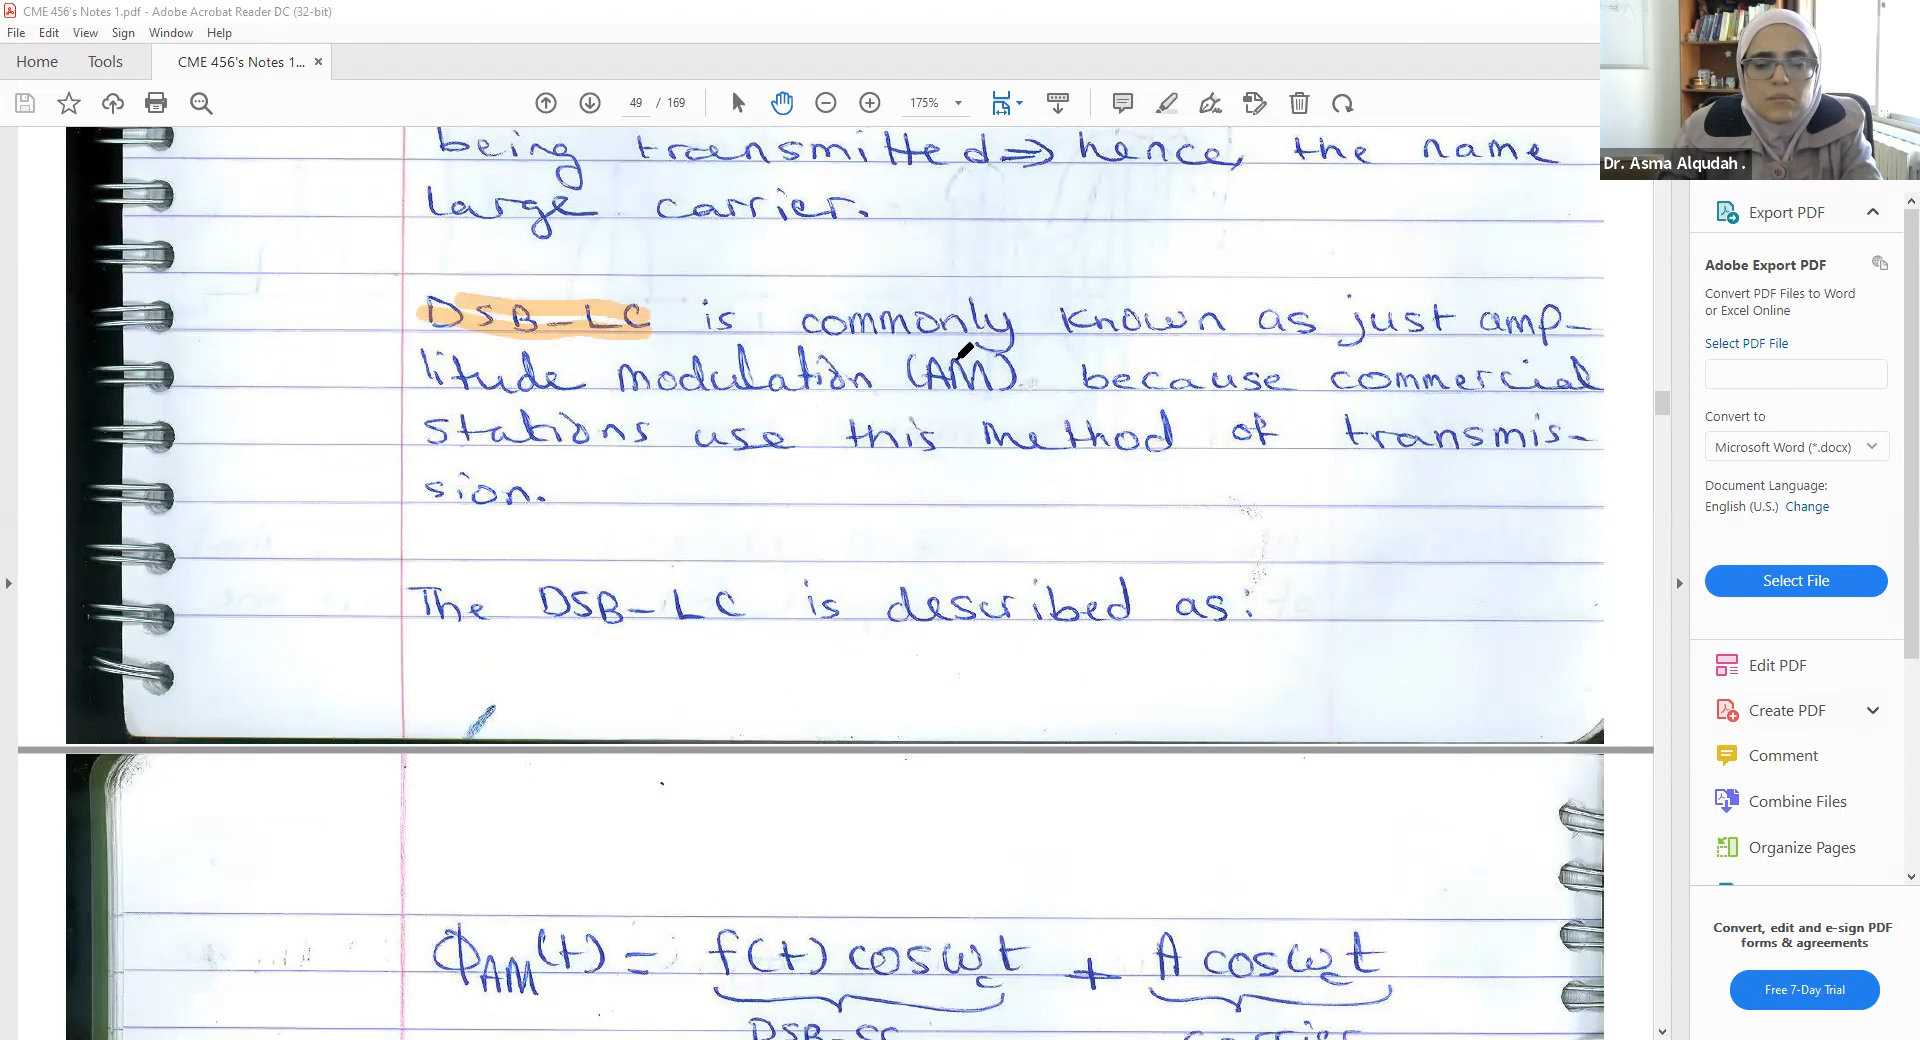 CME 456's Notes 1.pdf - Adobe Acrobat Reader DC (32-bit)
File Edit View Sign Window Help
Home Tools CME 456's Notes 1... ×
49 / 169 175%
Dr. Asma Alqudah .
being transmitted => hence, the name
large carrier.
DSB-LC is commonly known as just amp-
litude modulation (AM) because commercial
stations use this method of transmis-
sion.
The DSB-LC is described as:
ΦAM(t) = f(t) cosωct + A cosωct
DSB-SC carrier
Export PDF
Adobe Export PDF
Convert PDF Files to Word
or Excel Online
Select PDF File
Convert to
Microsoft Word (*.docx)
Document Language:
English (U.S.) Change
Select File
Edit PDF
Create PDF
Comment
Combine Files
Organize Pages
Convert, edit and e-sign PDF
forms & agreements
Free 7-Day Trial